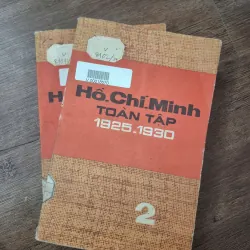 Hồ.Chí.Minh
TOÀN TẬP
1925.1930
2
H